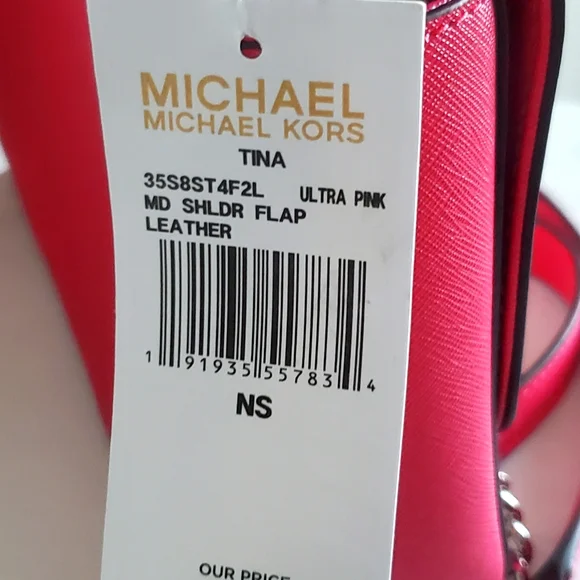 MICHAEL
MICHAEL KORS
TINA
35S8ST4F2L ULTRA PINK
MD SHLDR FLAP
LEATHER
1 91935 55783 4
NS
OUR PRICE